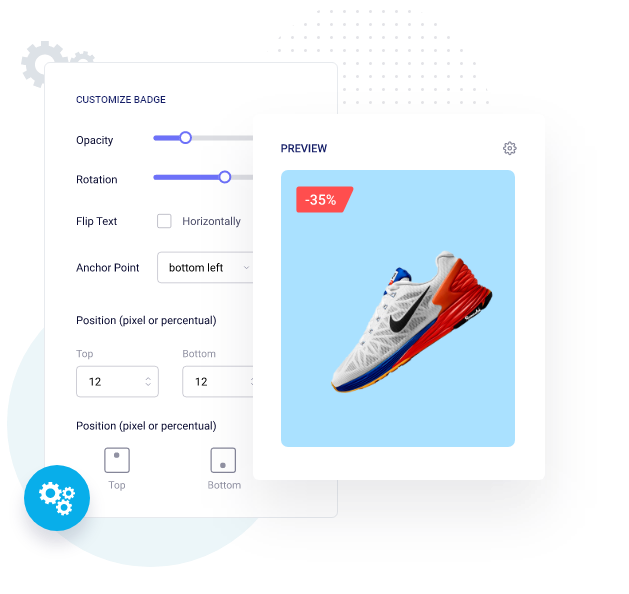 CUSTOMIZE BADGE
Opacity
Rotation
Flip Text
Horizontally
Anchor Point
bottom left
Position (pixel or percentual)
Top
Bottom
12
12
Position (pixel or percentual)
Top
Bottom
PREVIEW
-35%